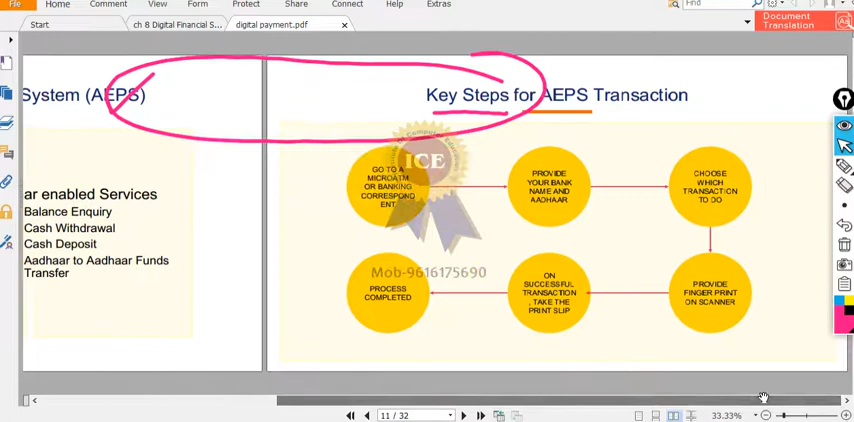 File Home Comment View Form Protect Share Connect Help Extras
Find
Start
ch 8 Digital Financial S...
digital payment.pdf
Document
Translation
System (AEPS)
ar enabled Services
Balance Enquiry
Cash Withdrawal
Cash Deposit
Aadhaar to Aadhaar Funds
Transfer
Key Steps for AEPS Transaction
GO TO A
MICROATM
OR BANKING
CORRESPOND
ENT
PROVIDE
YOUR BANK
NAME AND
AADHAAR
CHOOSE
WHICH
TRANSACTION
TO DO
PROVIDE
FINGER PRINT
ON SCANNER
ON
SUCCESSFUL
TRANSACTION
, TAKE THE
PRINT SLIP
PROCESS
COMPLETED
of Computer
ICE
Mob-9616175690
11 / 32
33.33%